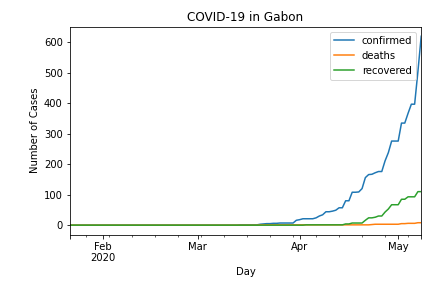 COVID-19 in Gabon
confirmed
deaths
recovered
Number of Cases
600
500
400
300
200
100
0
Feb
2020
Mar
Apr
May
Day